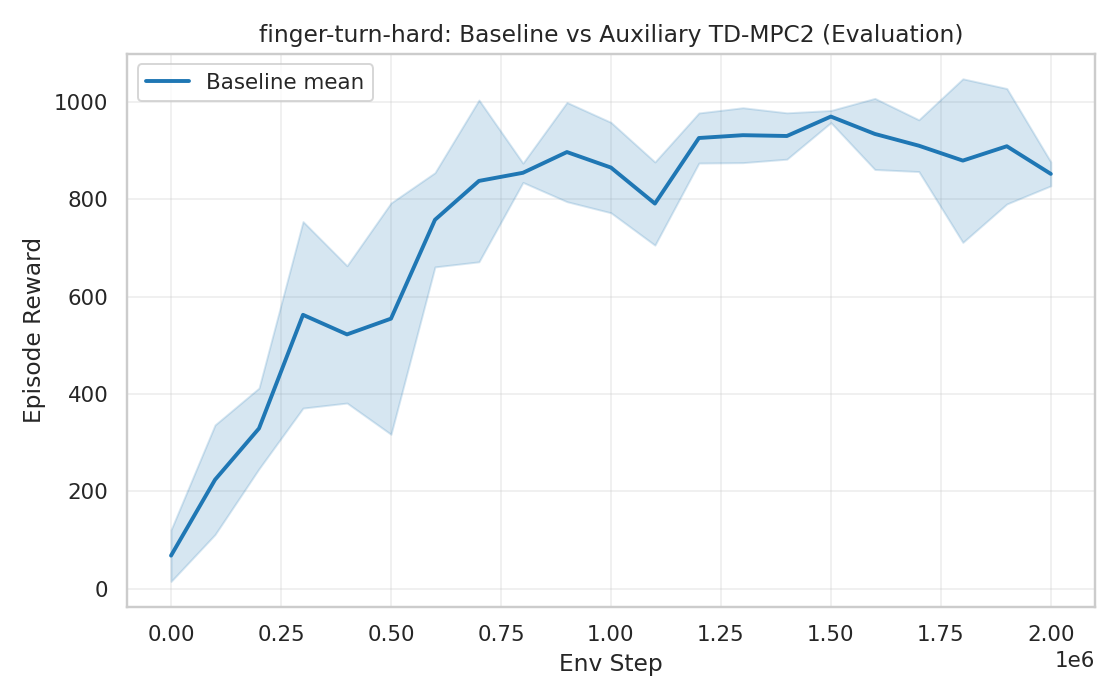 finger-turn-hard: Baseline vs Auxiliary TD-MPC2 (Evaluation)
Baseline mean
Episode Reward
1000
800
600
400
200
0
0.00 0.25 0.50 0.75 1.00 1.25 1.50 1.75 2.00
1e6
Env Step